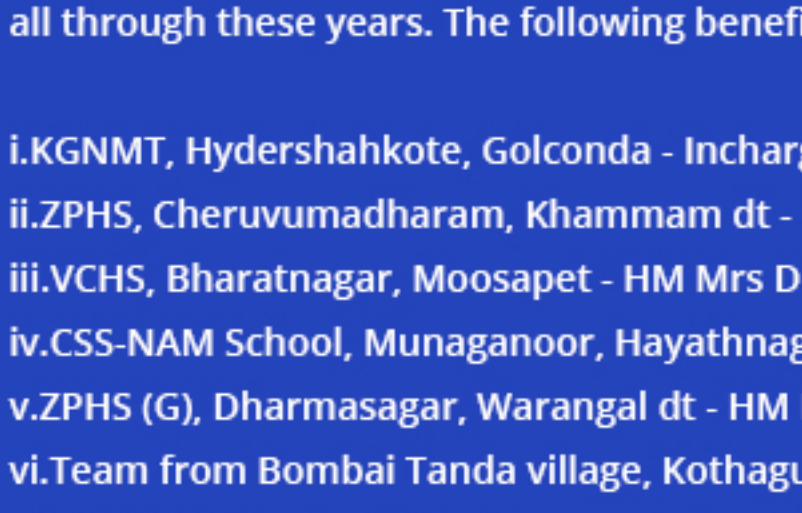 all through these years. The following benefi
i.KGNMT, Hydershahkote, Golconda - Incharg
ii.ZPHS, Cheruvumadharam, Khammam dt -
iii.VCHS, Bharatnagar, Moosapet - HM Mrs D
iv.CSS-NAM School, Munaganoor, Hayathnag
v.ZPHS (G), Dharmasagar, Warangal dt - HM
vi.Team from Bombai Tanda village, Kothagu